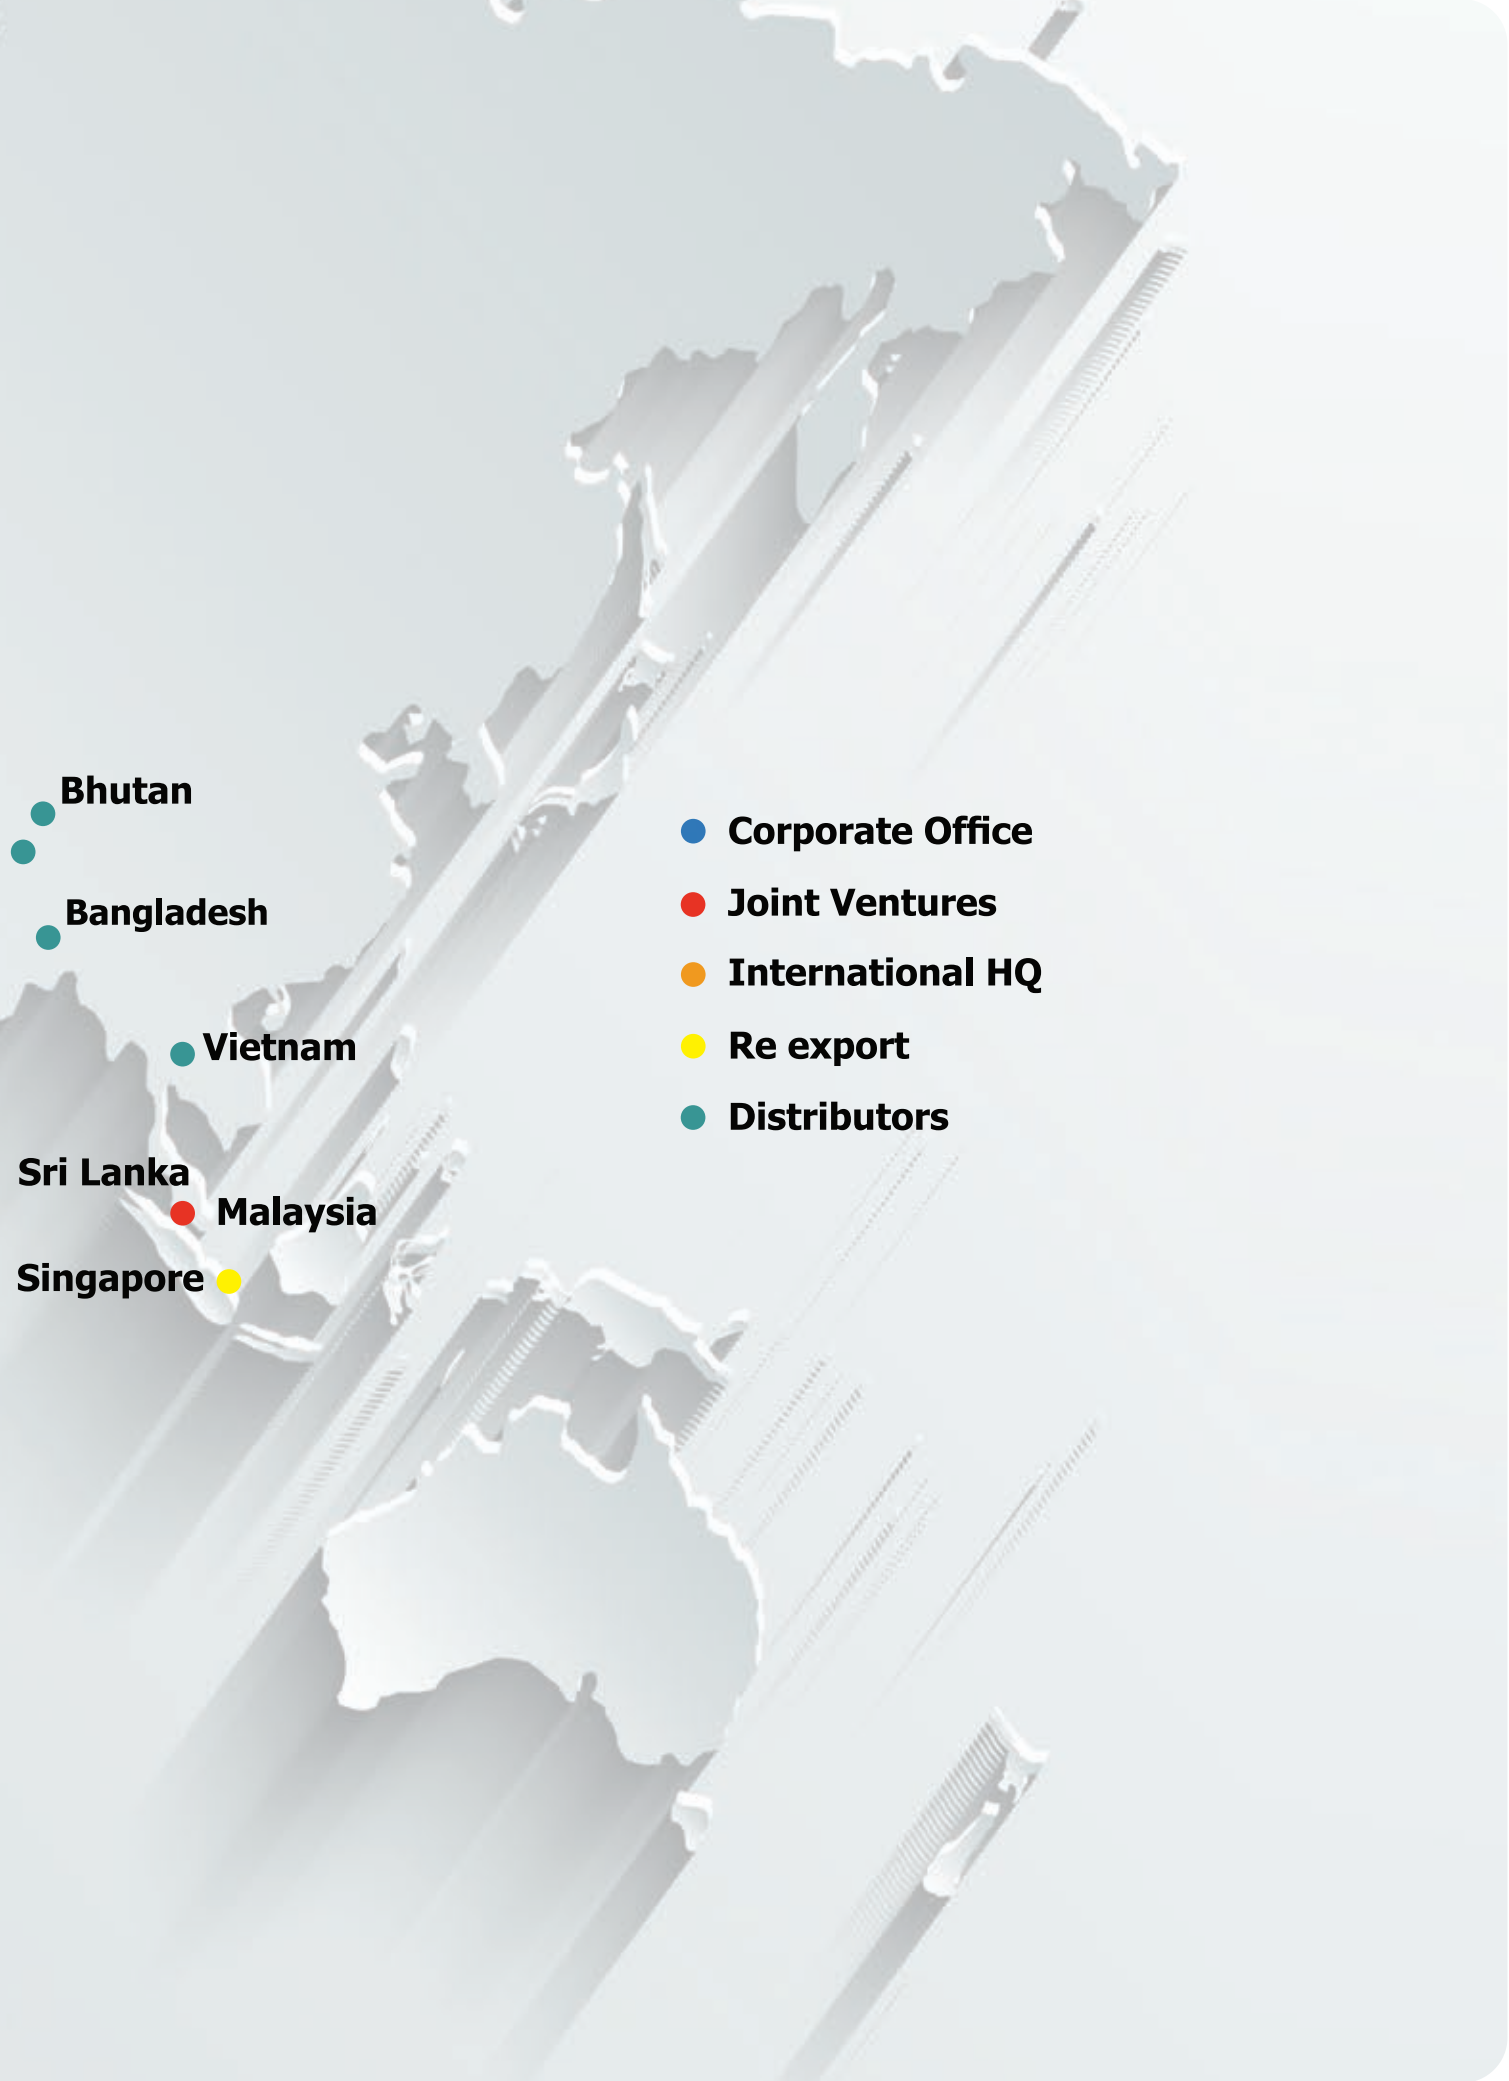 Bhutan
Bangladesh
Vietnam
Sri Lanka
Malaysia
Singapore
Corporate Office
Joint Ventures
International HQ
Re export
Distributors